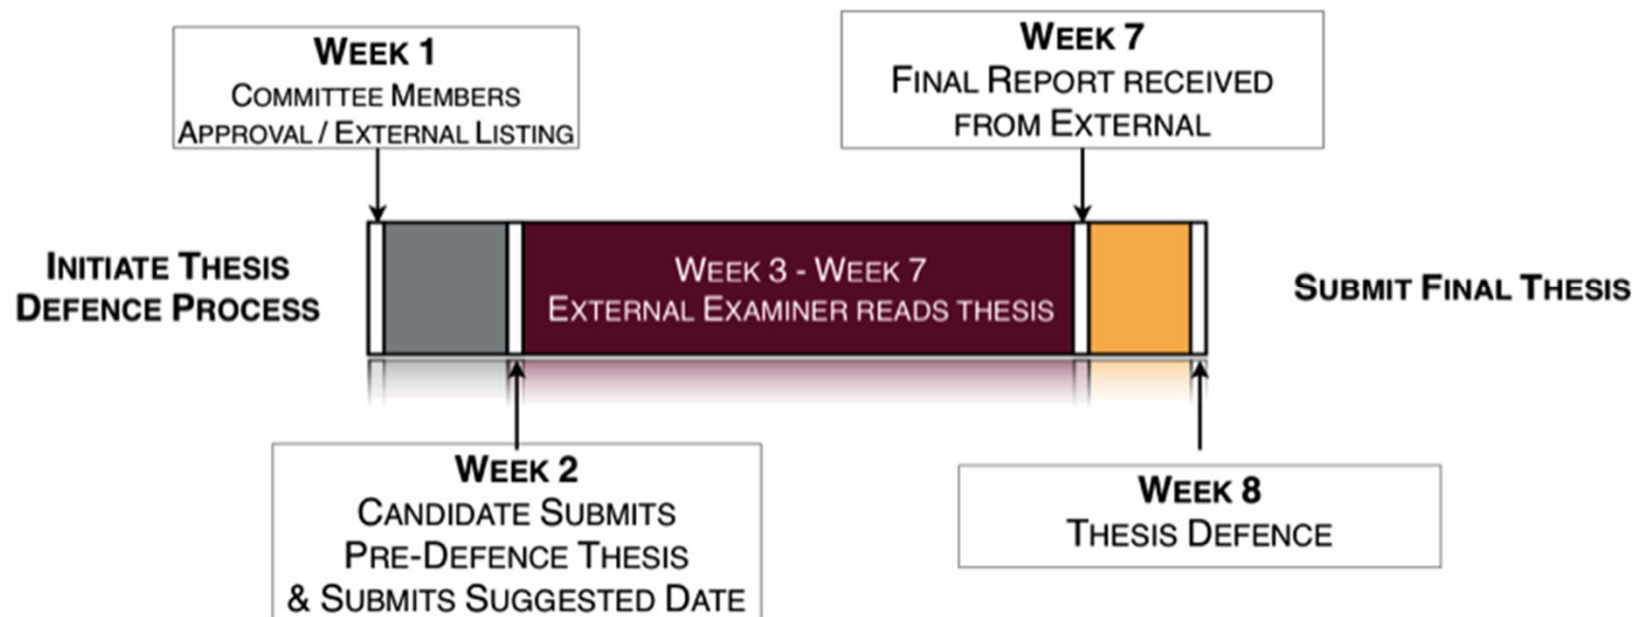 WEEK 1
COMMITTEE MEMBERS
APPROVAL / EXTERNAL LISTING
WEEK 7
FINAL REPORT RECEIVED
FROM EXTERNAL
INITIATE THESIS
DEFENCE PROCESS
WEEK 3 - WEEK 7
EXTERNAL EXAMINER READS THESIS
SUBMIT FINAL THESIS
WEEK 2
CANDIDATE SUBMITS
PRE-DEFENCE THESIS
& SUBMITS SUGGESTED DATE
WEEK 8
THESIS DEFENCE